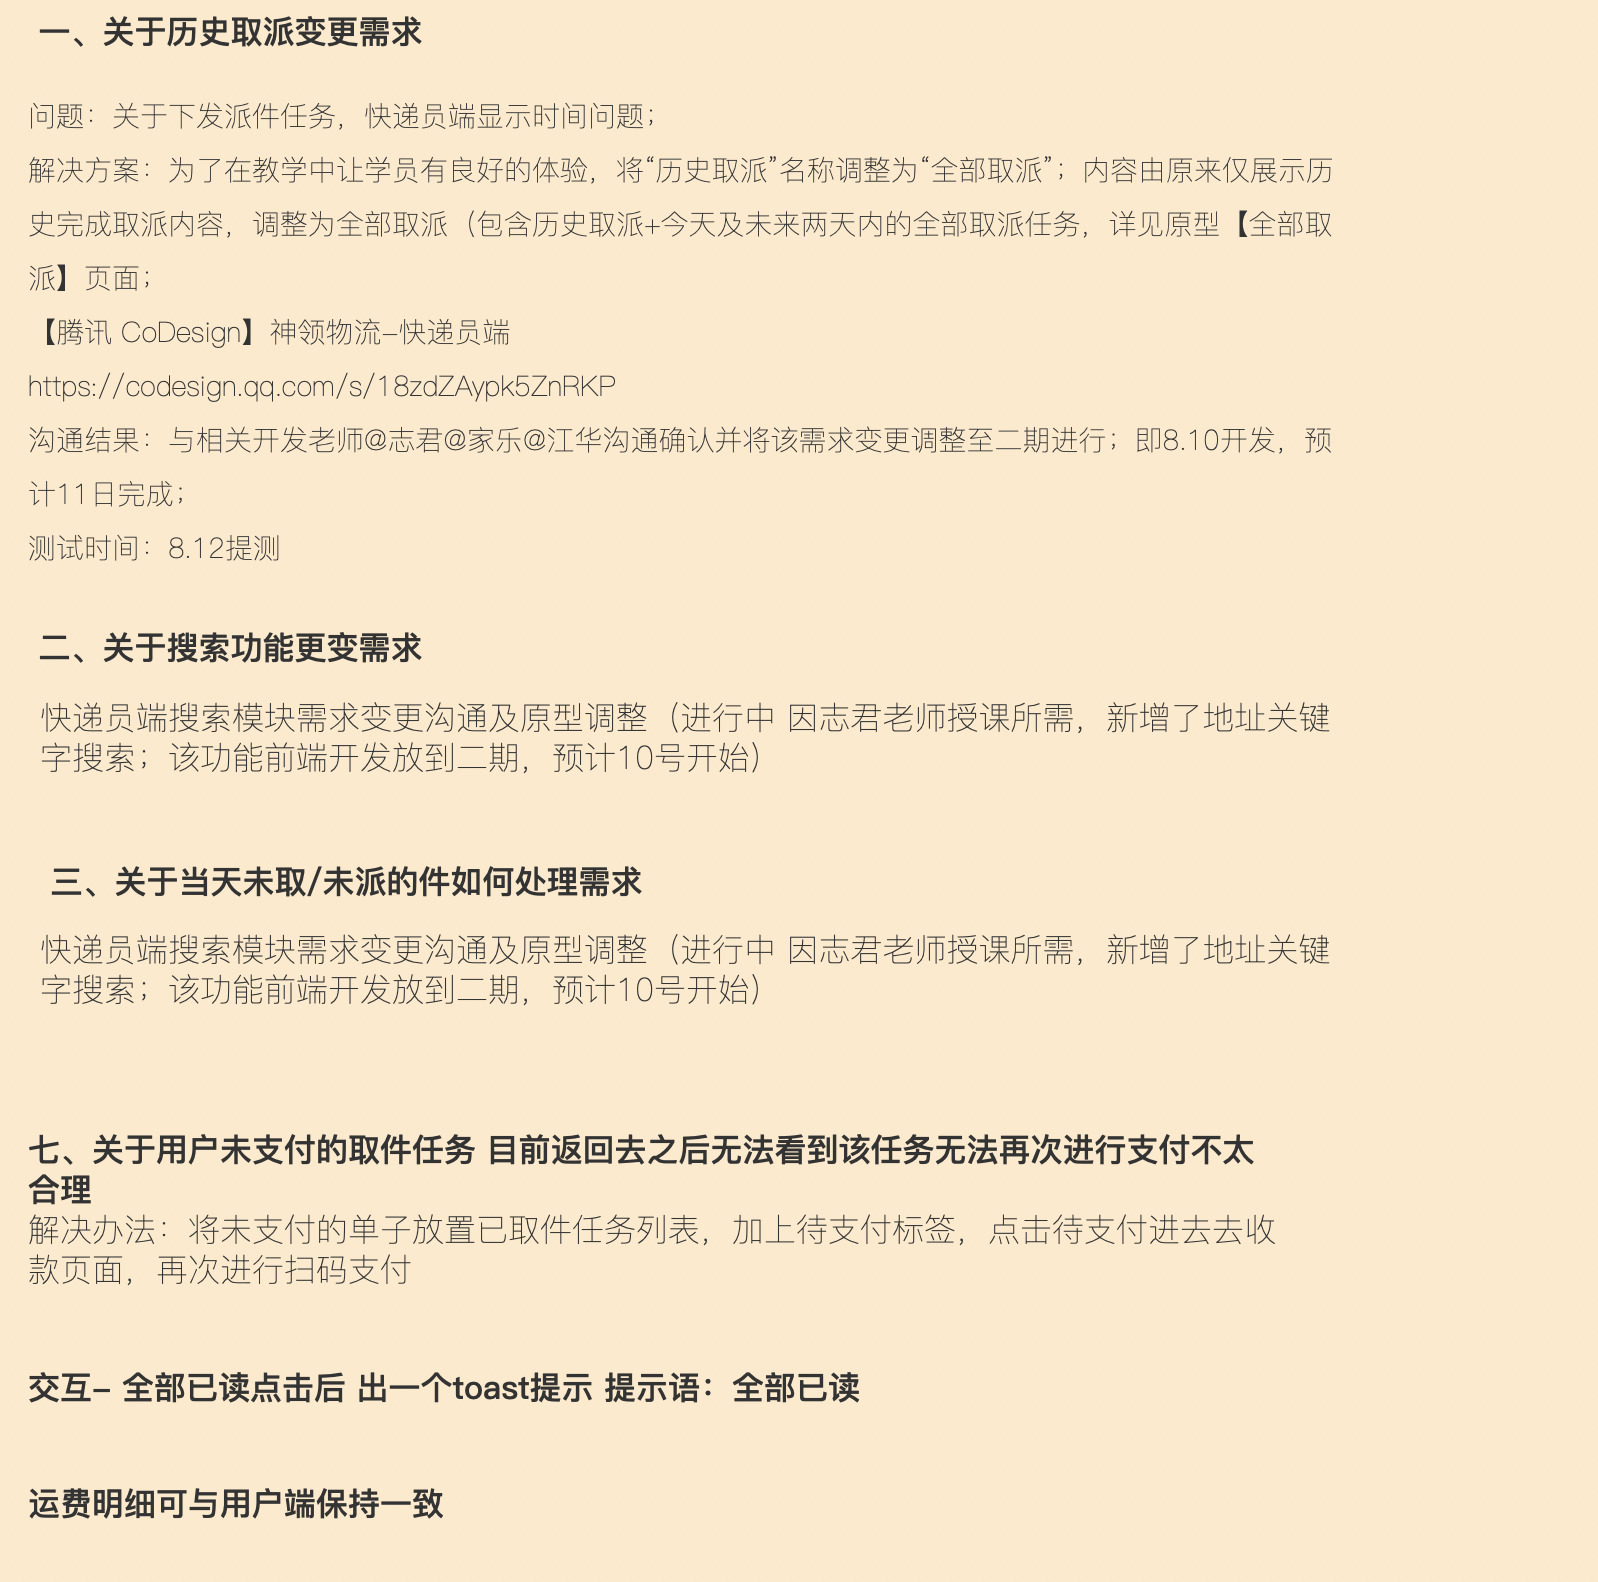 一、关于历史取派变更需求
问题：关于下发派件任务，快递员端显示时间问题；
解决方案：为了在教学中让学员有良好的体验，将“历史取派”名称调整为“全部取派”；内容由原来仅展示历
史完成取派内容，调整为全部取派（包含历史取派+今天及未来两天内的全部取派任务，详见原型【全部取
派】页面；
【腾讯 CoDesign】神领物流-快递员端
https://codesign.qq.com/s/18zdZAypk5ZnRKP
沟通结果：与相关开发老师@志君@家乐@江华沟通确认并将该需求变更调整至二期进行；即8.10开发，预
计11日完成；
测试时间：8.12提测
二、关于搜索功能更变需求
快递员端搜索模块需求变更沟通及原型调整（进行中 因志君老师授课所需，新增了地址关键
字搜索；该功能前端开发放到二期，预计10号开始）
三、关于当天未取/未派的件如何处理需求
快递员端搜索模块需求变更沟通及原型调整（进行中 因志君老师授课所需，新增了地址关键
字搜索；该功能前端开发放到二期，预计10号开始）
七、关于用户未支付的取件任务 目前返回去之后无法看到该任务无法再次进行支付不太
合理
解决办法：将未支付的单子放置已取件任务列表，加上待支付标签，点击待支付进去去收
款页面，再次进行扫码支付
交互- 全部已读点击后 出一个toast提示 提示语：全部已读
运费明细可与用户端保持一致